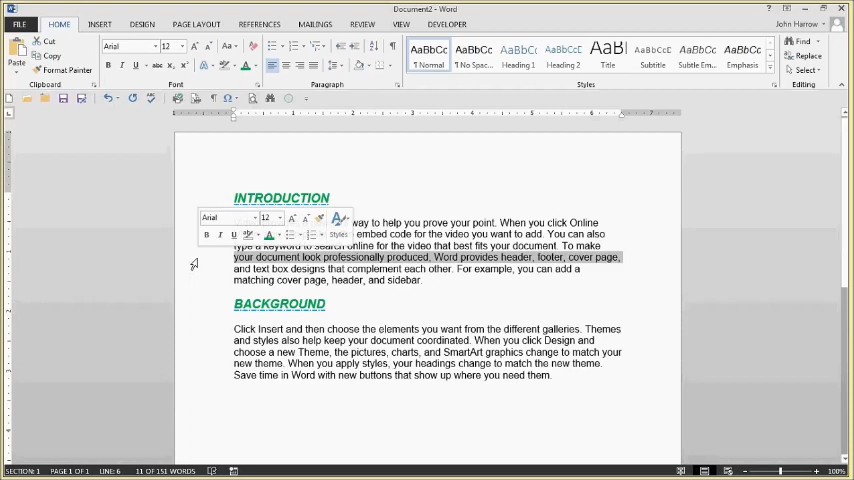 Document2 - Word
FILE HOME INSERT DESIGN PAGE LAYOUT REFERENCES MAILINGS REVIEW VIEW DEVELOPER John Harrow
Cut
Copy
Format Painter
Paste
Clipboard
Arial 12
Font
Paragraph
AaBbCc AaBbCc AaBbCc AaBbCc AaBb AaBbCc AaBbCc AaBbCc
¶ Normal ¶ No Spac... Heading 1 Heading 2 Title Subtitle Subtle Em... Emphasis
Styles
Find
Replace
Select
Editing
INTRODUCTION
Arial 12
Styles
way to help you prove your point. When you click Online
embed code for the video you want to add. You can also
type a keyword to search online for the video that best fits your document. To make
your document look professionally produced, Word provides header, footer, cover page,
and text box designs that complement each other. For example, you can add a
matching cover page, header, and sidebar.
BACKGROUND
Click Insert and then choose the elements you want from the different galleries. Themes
and styles also help keep your document coordinated. When you click Design and
choose a new Theme, the pictures, charts, and SmartArt graphics change to match your
new theme. When you apply styles, your headings change to match the new theme.
Save time in Word with new buttons that show up where you need them.
SECTION: 1 PAGE 1 OF 1 LINE: 6 11 OF 151 WORDS 100%